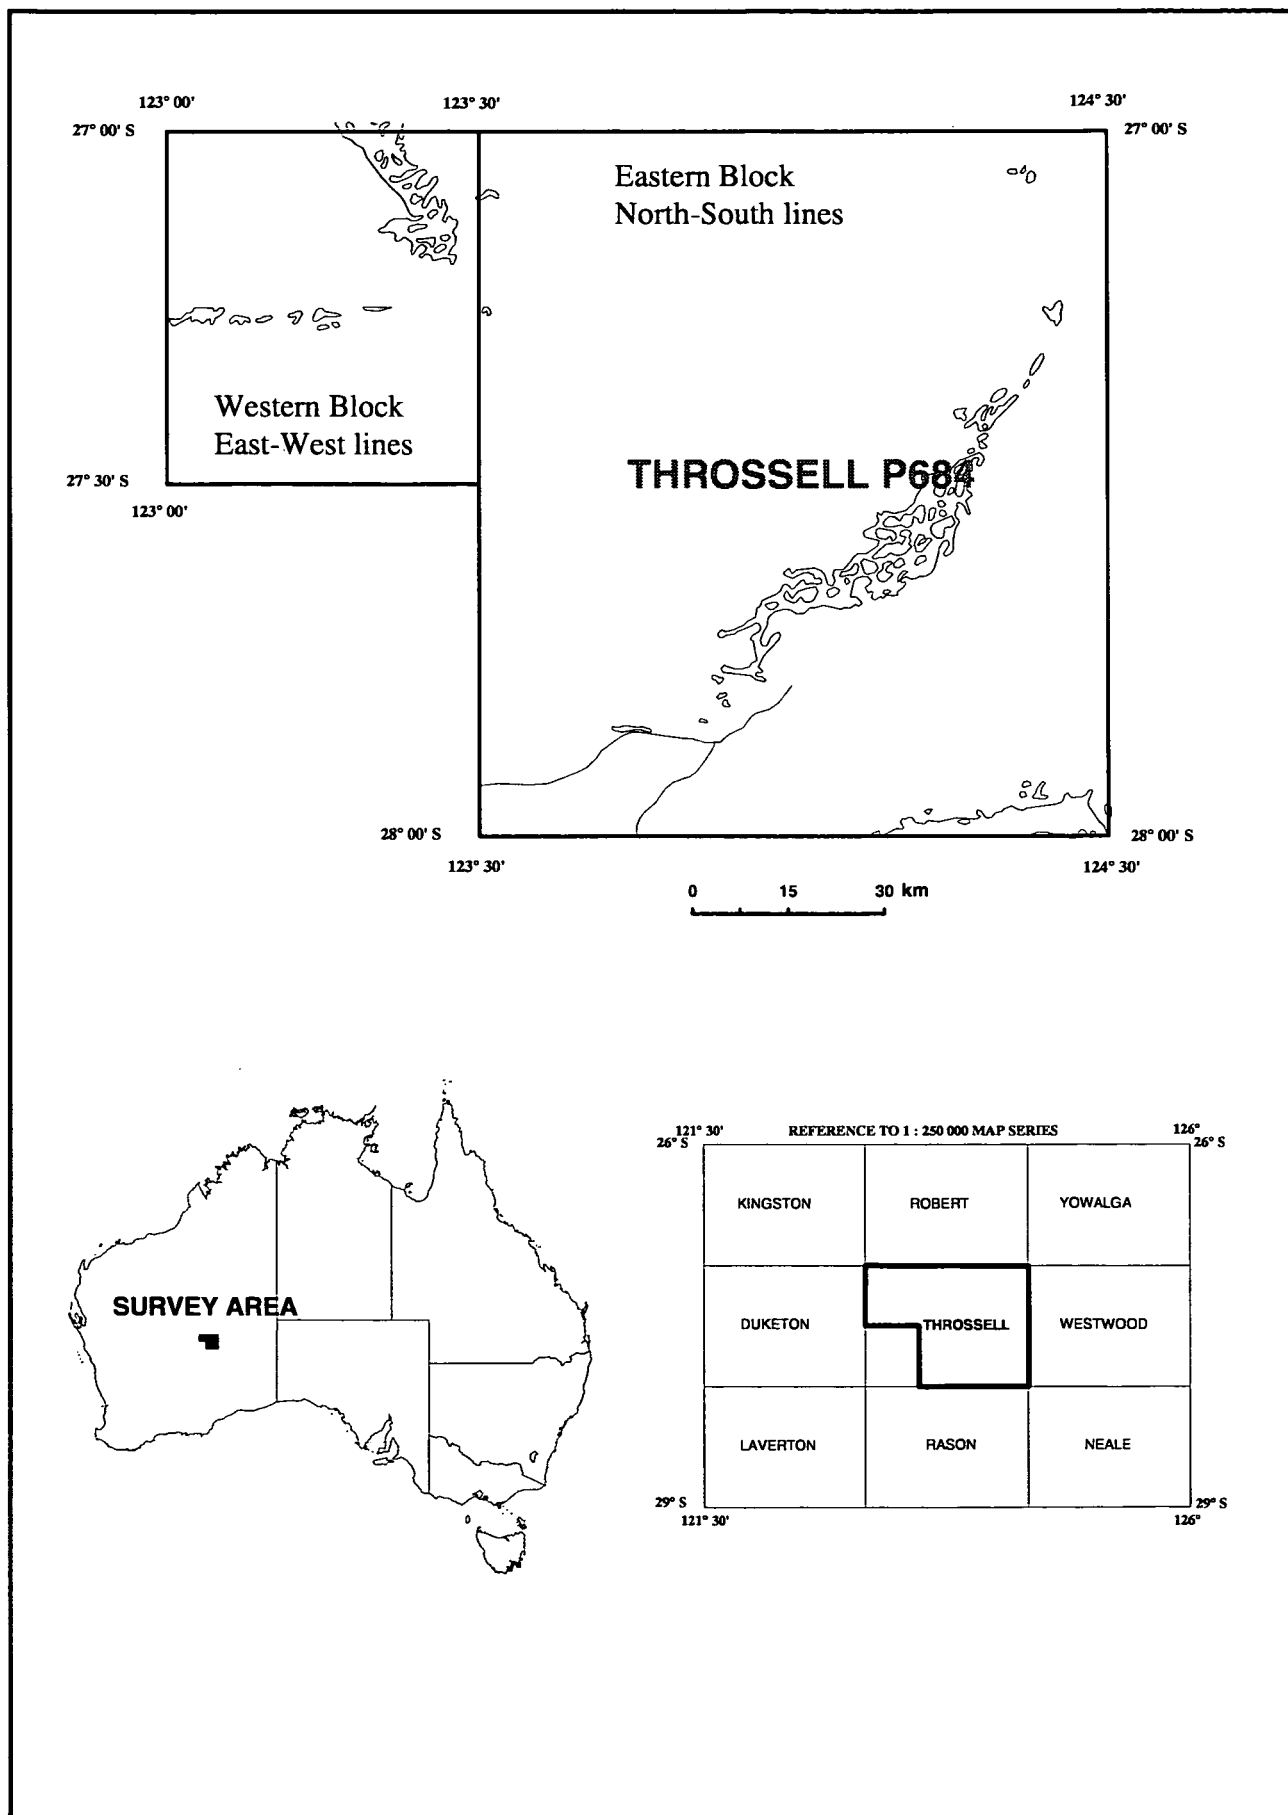 123° 00'
123° 30'
124° 30'
27° 00' S
27° 00' S
Eastern Block
North-South lines
Western Block
East-West lines
THROSSELL P684
27° 30' S
123° 00'
28° 00' S
28° 00' S
123° 30'
124° 30'
0 15 30 km
SURVEY AREA
121° 30'
REFERENCE TO 1 : 250 000 MAP SERIES
126°
26° S
26° S
KINGSTON
ROBERT
YOWALGA
DUKETON
THROSSELL
WESTWOOD
LAVERTON
RASON
NEALE
29° S
29° S
121° 30'
126°